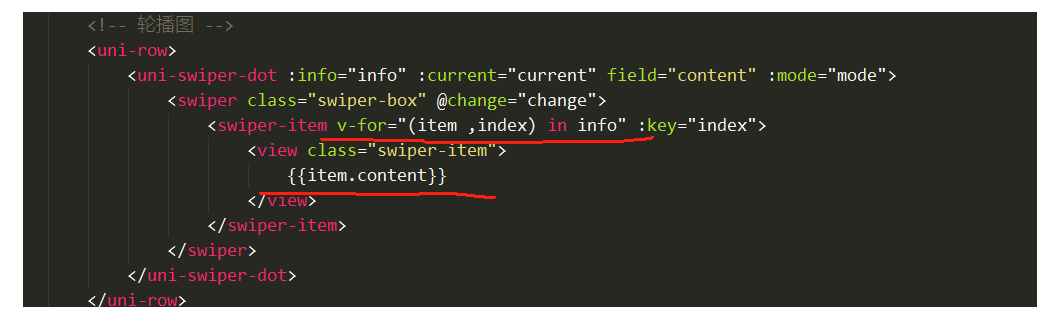 <!-- 轮播图 -->
<uni-row>
<uni-swiper-dot :info="info" :current="current" field="content" :mode="mode">
<swiper class="swiper-box" @change="change">
<swiper-item v-for="(item ,index) in info" :key="index">
<view class="swiper-item">
{{item.content}}
</view>
</swiper-item>
</swiper>
</uni-swiper-dot>
</uni-row>